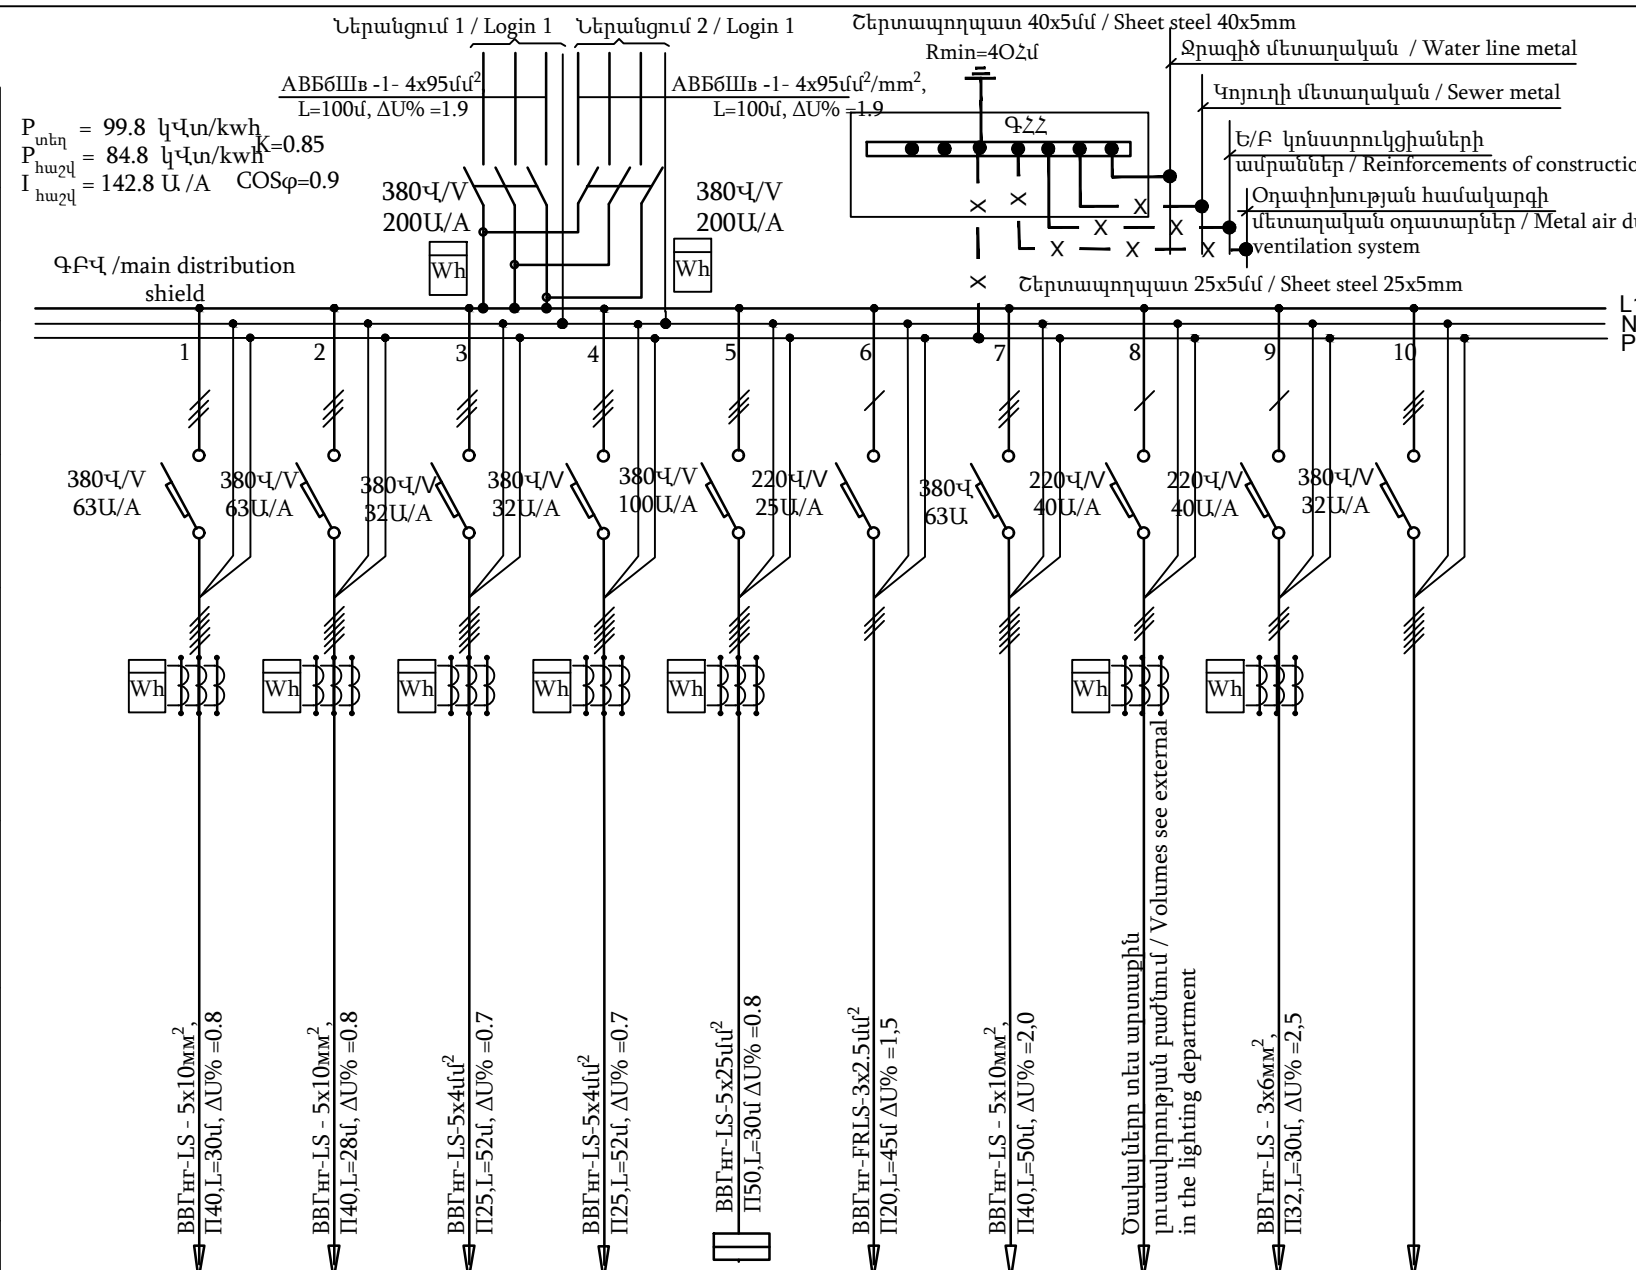 Ներանցում 1 / Login 1
Ներանցում 2 / Login 1
Շերտապողպատ 40x5մմ / Sheet steel 40x5mm
Rmin=4Օհմ
Ջրագիծ մետաղական / Water line metal
АВБбШв -1- 4x95մմ²
L=100մ, ΔU% =1.9
АВБбШв -1- 4x95մմ²/mm²,
L=100մ, ΔU% =1.9
Կոյուղի մետաղական / Sewer metal
ԳՀՀ
Ե/Բ կոնստրուկցիաների
ամրաններ / Reinforcements of constructio
Օդափոխության համակարգի
մետաղական օդատարներ / Metal air du
ventilation system
Շերտապողպատ 25x5մմ / Sheet steel 25x5mm
P տեղ = 99.8 կՎտ/kwh
P հաշվ = 84.8 կՎտ/kwh
I հաշվ = 142.8 Ա /A
K=0.85
COSφ=0.9
380Վ/V
200Ա/A
Wh
380Վ/V
200Ա/A
Wh
ԳԲՎ /main distribution
shield
X X X X X X X X X
N
P
1 2 3 4 5 6 7 8 9 10
380Վ/V
63Ա/A
380Վ/V
63Ա/A
380Վ/V
32Ա/A
380Վ/V
32Ա/A
380Վ/V
100Ա/A
220Վ/V
25Ա/A
380Վ
63Ա
220Վ/V
40Ա/A
220Վ/V
40Ա/A
380Վ/V
32Ա/A
Wh Wh Wh Wh Wh Wh Wh
ВВГнг-LS - 5x10мм²,
П40,L=30մ, ΔU% =0.8
ВВГнг-LS - 5x10мм²,
П40,L=28մ, ΔU% =0.8
ВВГнг-LS-5x4մմ²
П25,L=52մ, ΔU% =0.7
ВВГнг-LS-5x4մմ²
П25,L=52մ, ΔU% =0.7
ВВГнг-LS-5x25մմ²
П50,L=30մ ΔU% =0.8
ВВГнг-FRLS-3x2.5մմ²
П20,L=45մ ΔU% =1,5
ВВГнг-LS - 5x10мм²,
П40,L=50մ, ΔU% =2,0
Ծավալները տես արտաքին
լուսավորության բաժնում / Volumes see external
in the lighting department
ВВГнг-LS - 3x6мм²,
П32,L=30մ, ΔU% =2,5